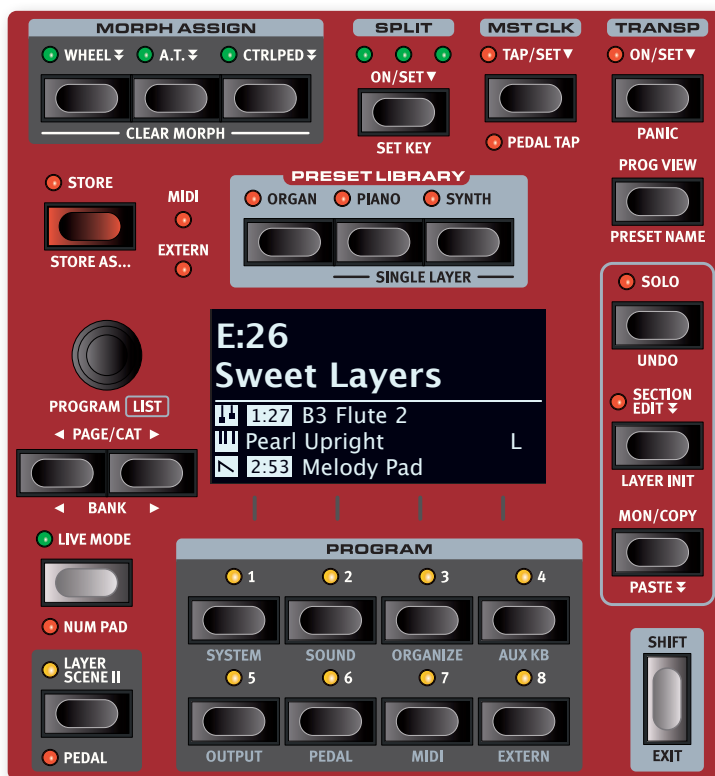 MORPH ASSIGN
WHEEL A.T. CTRLPED
CLEAR MORPH
SPLIT
ON/SET▼
SET KEY
MST CLK
TAP/SET▼
PEDAL TAP
TRANSP
ON/SET▼
PANIC
STORE
STORE AS...
MIDI
EXTERN
PRESET LIBRARY
ORGAN PIANO SYNTH
SINGLE LAYER
PROG VIEW
PRESET NAME
SOLO
UNDO
SECTION
EDIT
LAYER INIT
MON/COPY
PASTE
PROGRAM LIST
◄ PAGE/CAT ►
◄ BANK ►
E:26
Sweet Layers
1:27 B3 Flute 2
Pearl Upright L
2:53 Melody Pad
LIVE MODE
NUM PAD
LAYER
SCENE II
PEDAL
PROGRAM
1 2 3 4
SYSTEM SOUND ORGANIZE AUX KB
5 6 7 8
OUTPUT PEDAL MIDI EXTERN
SHIFT
EXIT